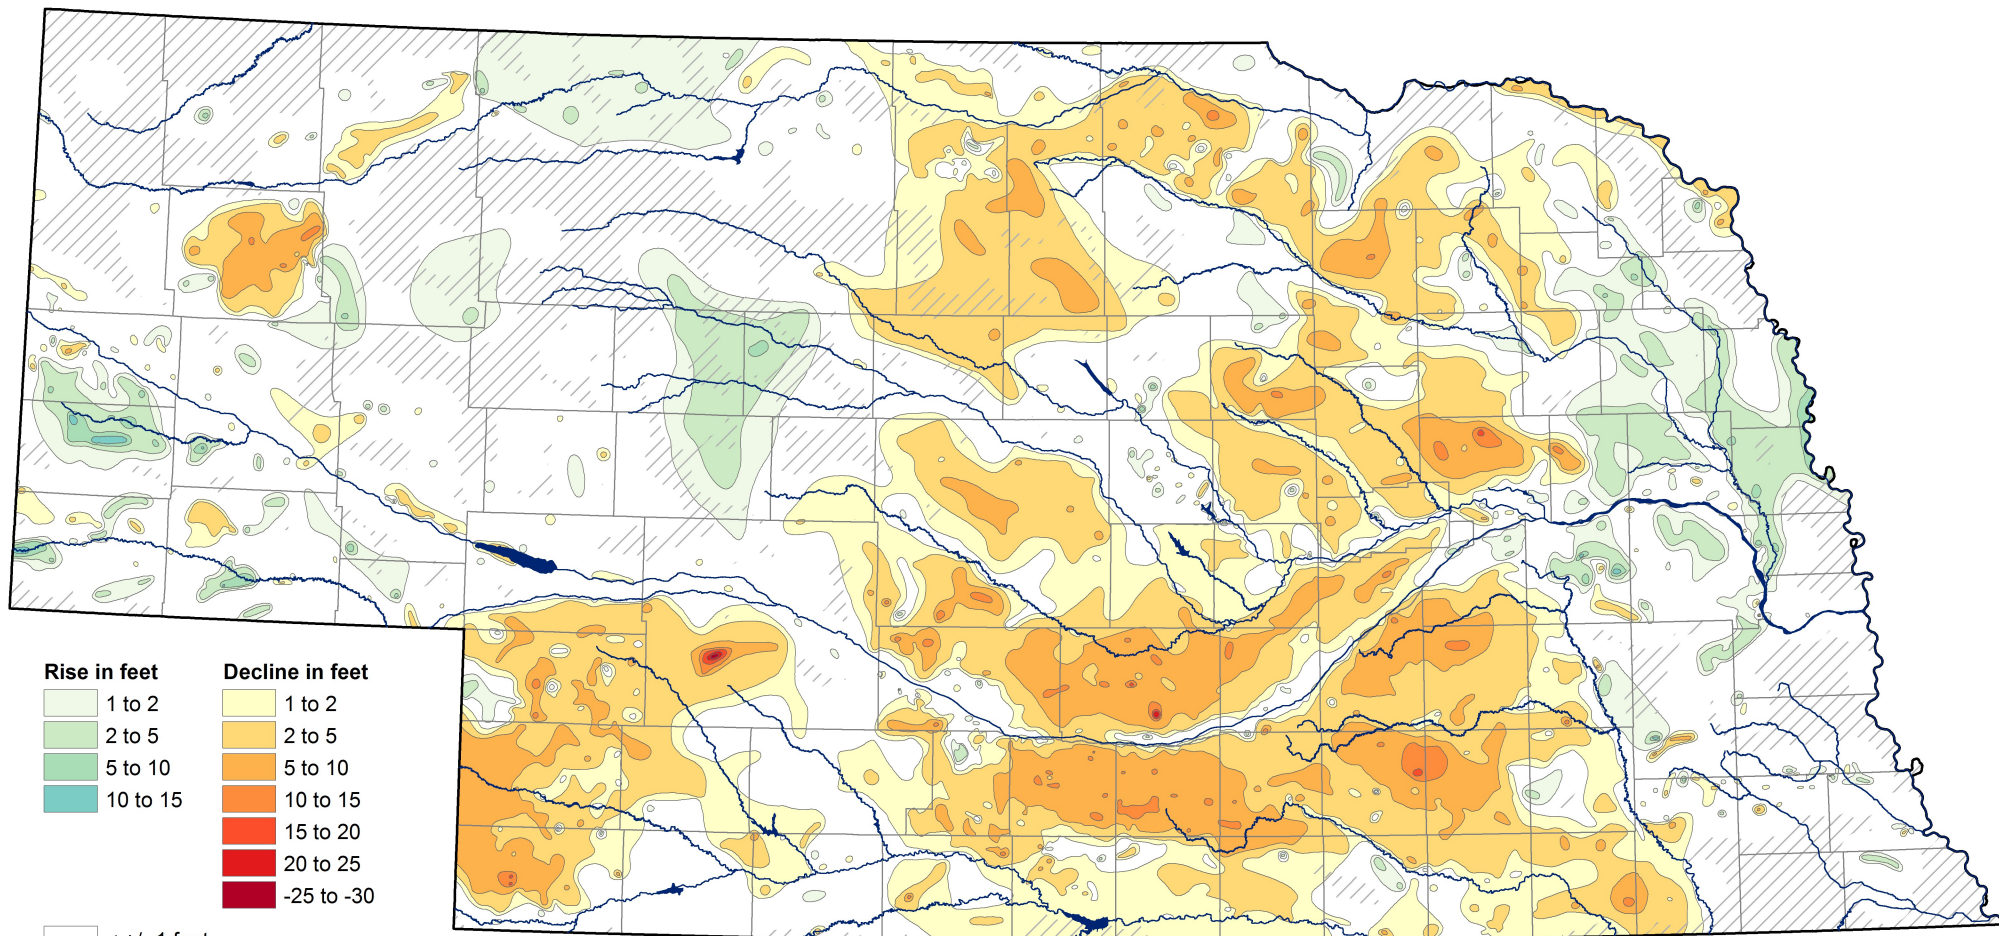 Rise in feet
1 to 2
2 to 5
5 to 10
10 to 15
Decline in feet
1 to 2
2 to 5
5 to 10
10 to 15
15 to 20
20 to 25
-25 to -30